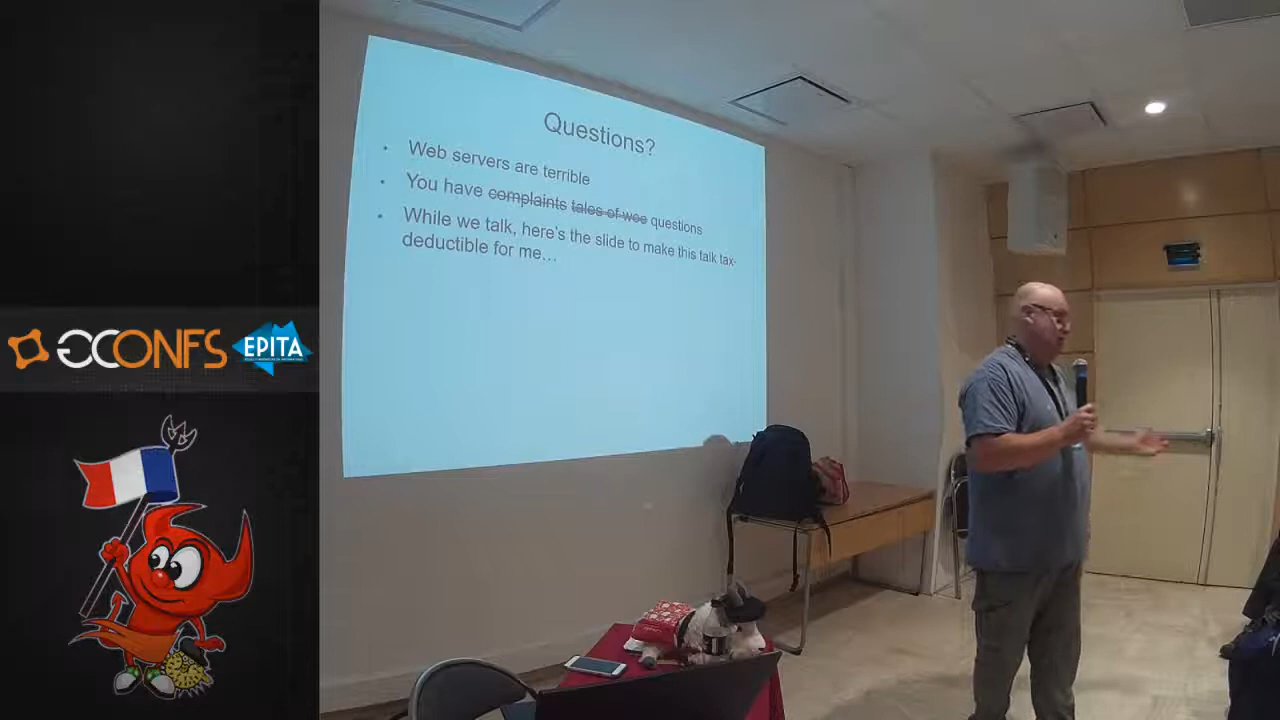 Questions?
• Web servers are terrible
• You have ~~complaints~~ ~~tales of woe~~ questions
• While we talk, here's the slide to make this talk tax-
deductible for me…
GCONFS
EPITA